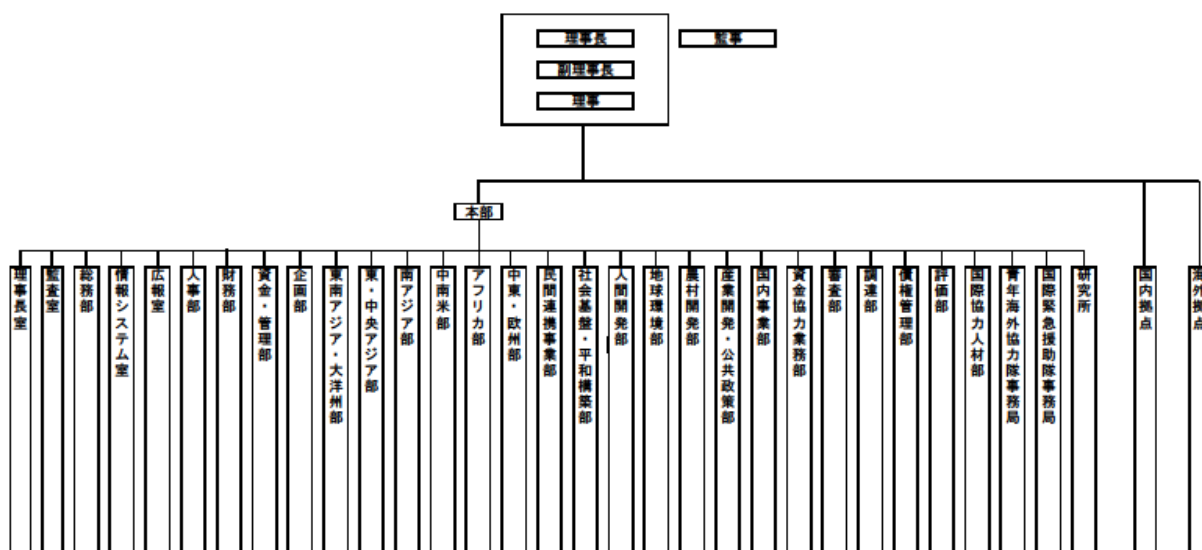 理事長
監事
副理事長
理事
本部
理事長室
監査室
総務部
情報システム室
広報室
人事部
財務部
資金・管理部
企画部
東南アジア・大洋州部
東・中央アジア部
南アジア部
中南米部
アフリカ部
中東・欧州部
民間連携事業部
社会基盤・平和構築部
人間開発部
地球環境部
農村開発部
産業開発・公共政策部
国内事業部
資金協力業務部
審査部
調達部
債権管理部
評価部
国際協力人材部
青年海外協力隊事務局
国際緊急援助隊事務局
研究所
国内拠点
海外拠点